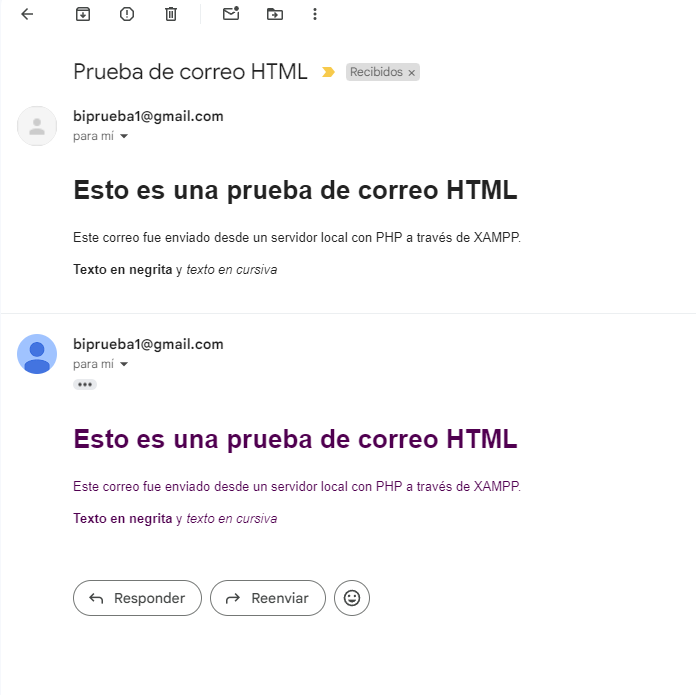 Prueba de correo HTML Recibidos ×
biprueba1@gmail.com
para mí
Esto es una prueba de correo HTML
Este correo fue enviado desde un servidor local con PHP a través de XAMPP.
Texto en negrita y texto en cursiva
biprueba1@gmail.com
para mí
Esto es una prueba de correo HTML
Este correo fue enviado desde un servidor local con PHP a través de XAMPP.
Texto en negrita y texto en cursiva
Responder Reenviar